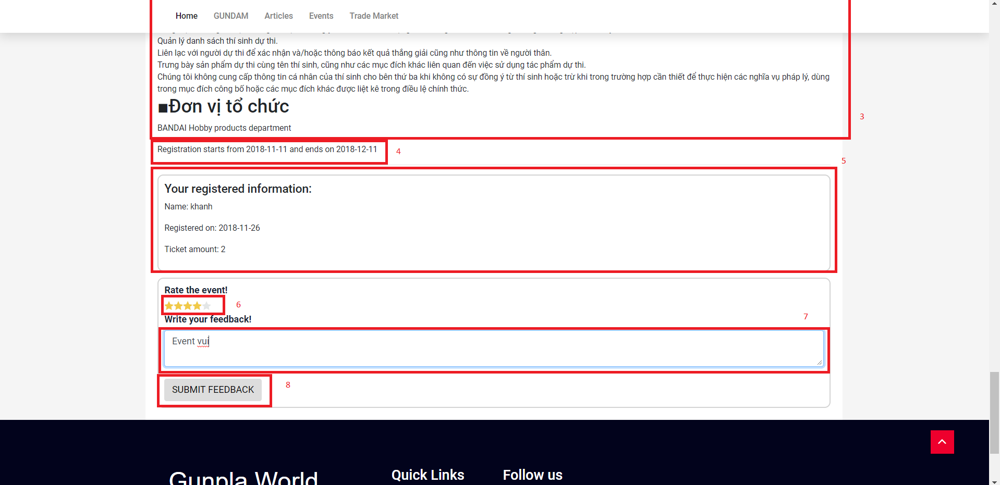 Home GUNDAM Articles Events Trade Market
Quản lý danh sách thí sinh dự thi.
Liên lạc với người dự thi để xác nhận và/hoặc thông báo kết quả thắng giải cũng như thông tin về người thân.
Trưng bày sản phẩm dự thi cùng tên thí sinh, cũng như các mục đích khác liên quan đến việc sử dụng tác phẩm dự thi.
Chúng tôi không cung cấp thông tin cá nhân của thí sinh cho bên thứ ba khi không có sự đồng ý từ thí sinh hoặc trừ khi trong trường hợp cần thiết để thực hiện các nghĩa vụ pháp lý, dùng
trong mục đích công bố hoặc các mục đích khác được liệt kê trong điều lệ chính thức.
■Đơn vị tổ chức
3
BANDAI Hobby products department
Registration starts from 2018-11-11 and ends on 2018-12-11
4
5
Your registered information:
Name: khanh
Registered on: 2018-11-26
Ticket amount: 2
Rate the event!
6
Write your feedback!
7
Event vui
SUBMIT FEEDBACK
8
Gunpla World
Quick Links
Follow us